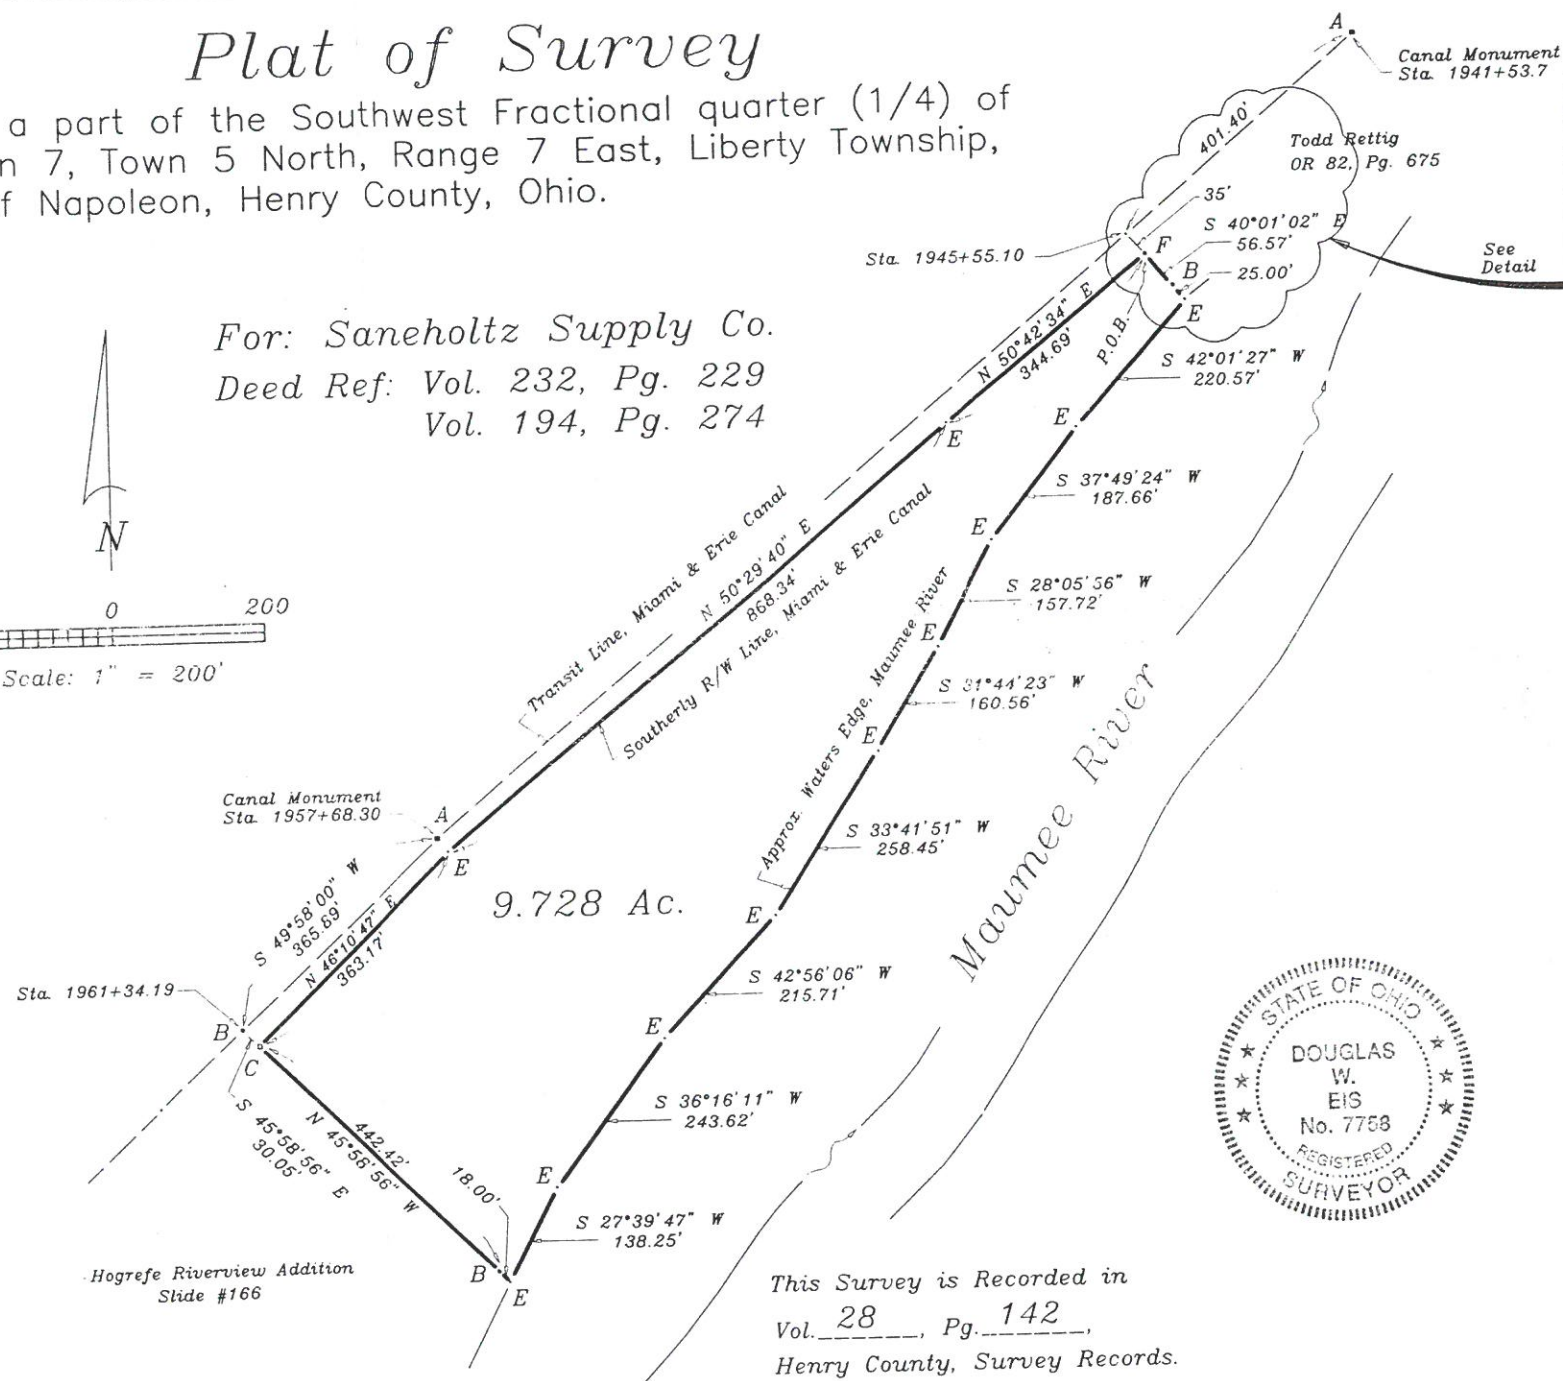 Plat of Survey
a part of the Southwest Fractional quarter (1/4) of
n 7, Town 5 North, Range 7 East, Liberty Township,
f Napoleon, Henry County, Ohio.
A
Canal Monument
Sta. 1941+53.7
401.40'
Todd Rettig
OR 82, Pg. 675
35'
S 40°01'02" E
56.57'
F
B
25.00'
Sta. 1945+55.10
See
Detail
E
P.O.B.
For: Saneholtz Supply Co.
Deed Ref: Vol. 232, Pg. 229
Vol. 194, Pg. 274
N 50°42'34" E
344.69'
S 42°01'27" W
220.57'
E
E
S 37°49'24" W
187.66'
N
Transit Line, Miami & Erie Canal
N 50°29'40" E
868.34'
Southerly R/W Line, Miami & Erie Canal
E
S 28°05'56" W
157.72'
0 200
Scale: 1" = 200'
E
S 31°44'23" W
160.56'
Approx. Waters Edge, Maumee River
E
Maumee River
Canal Monument
Sta. 1957+68.30
A
E
S 33°41'51" W
258.45'
S 49°58'00" W
365.89'
N 46°10'47" E
363.17'
9.728 Ac.
E
S 42°56'06" W
215.71'
Sta. 1961+34.19
B
C
E
STATE OF OHIO
DOUGLAS
W.
EIS
No. 7758
REGISTERED
SURVEYOR
S 45°58'56" E
30.05'
442.42'
N 45°58'56" W
S 36°16'11" W
243.62'
18.00'
E
S 27°39'47" W
138.25'
Hogrefe Riverview Addition
Slide #166
B
E
This Survey is Recorded in
Vol. 28, Pg. 142,
Henry County, Survey Records.